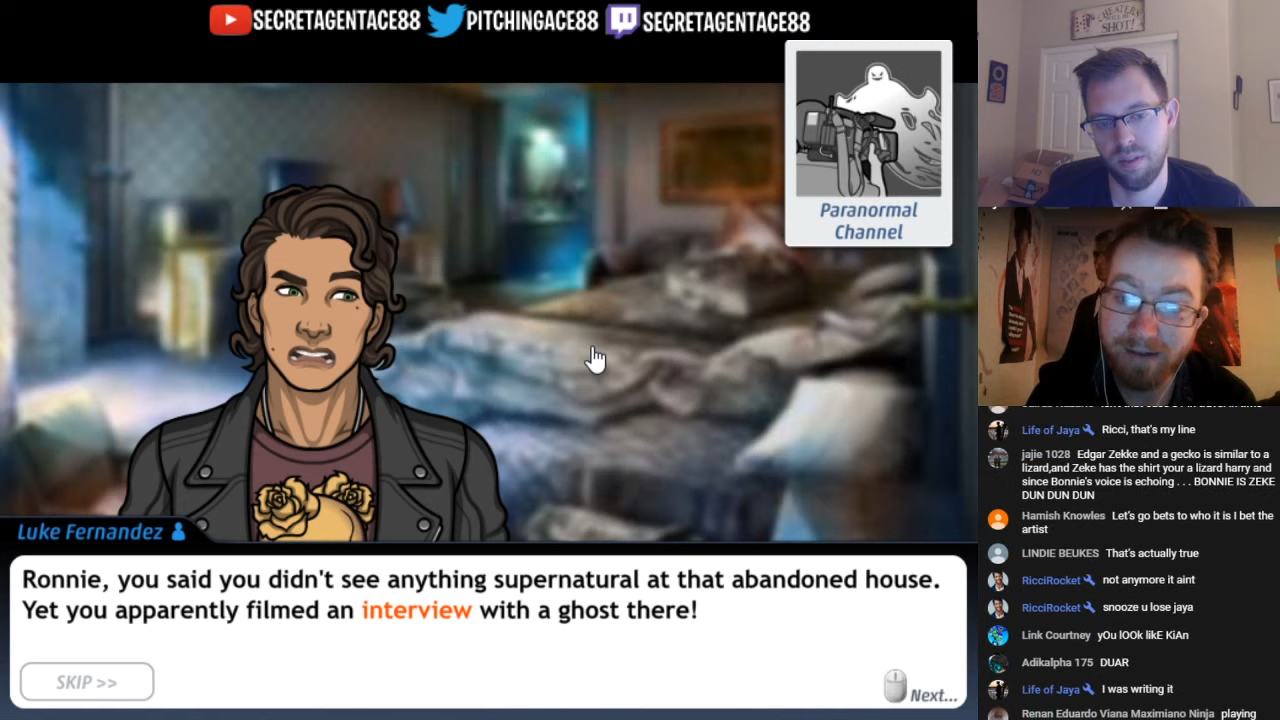 SECRETAGENTACE88 PITCHINGACE88 SECRETAGENTACE88
CHEATERS
SHOT!
Paranormal
Channel
Life of Jaya Ricci, that's my line
jajie 1028 Edgar Zekke and a gecko is similar to a
lizard,and Zeke has the shirt your a lizard harry and
since Bonnie's voice is echoing . . . BONNIE IS ZEKE
DUN DUN DUN
Hamish Knowles Let's go bets to who it is I bet the
artist
LINDIE BEUKES That's actually true
RicciRocket not anymore it aint
RicciRocket snooze u lose jaya
Link Courtney yOu lOOk likE KiAn
Adikalpha 175 DUAR
Life of Jaya I was writing it
Renan Eduardo Viana Maximiano Ninja playing
Luke Fernandez
Ronnie, you said you didn't see anything supernatural at that abandoned house.
Yet you apparently filmed an interview with a ghost there!
SKIP >>
Next...